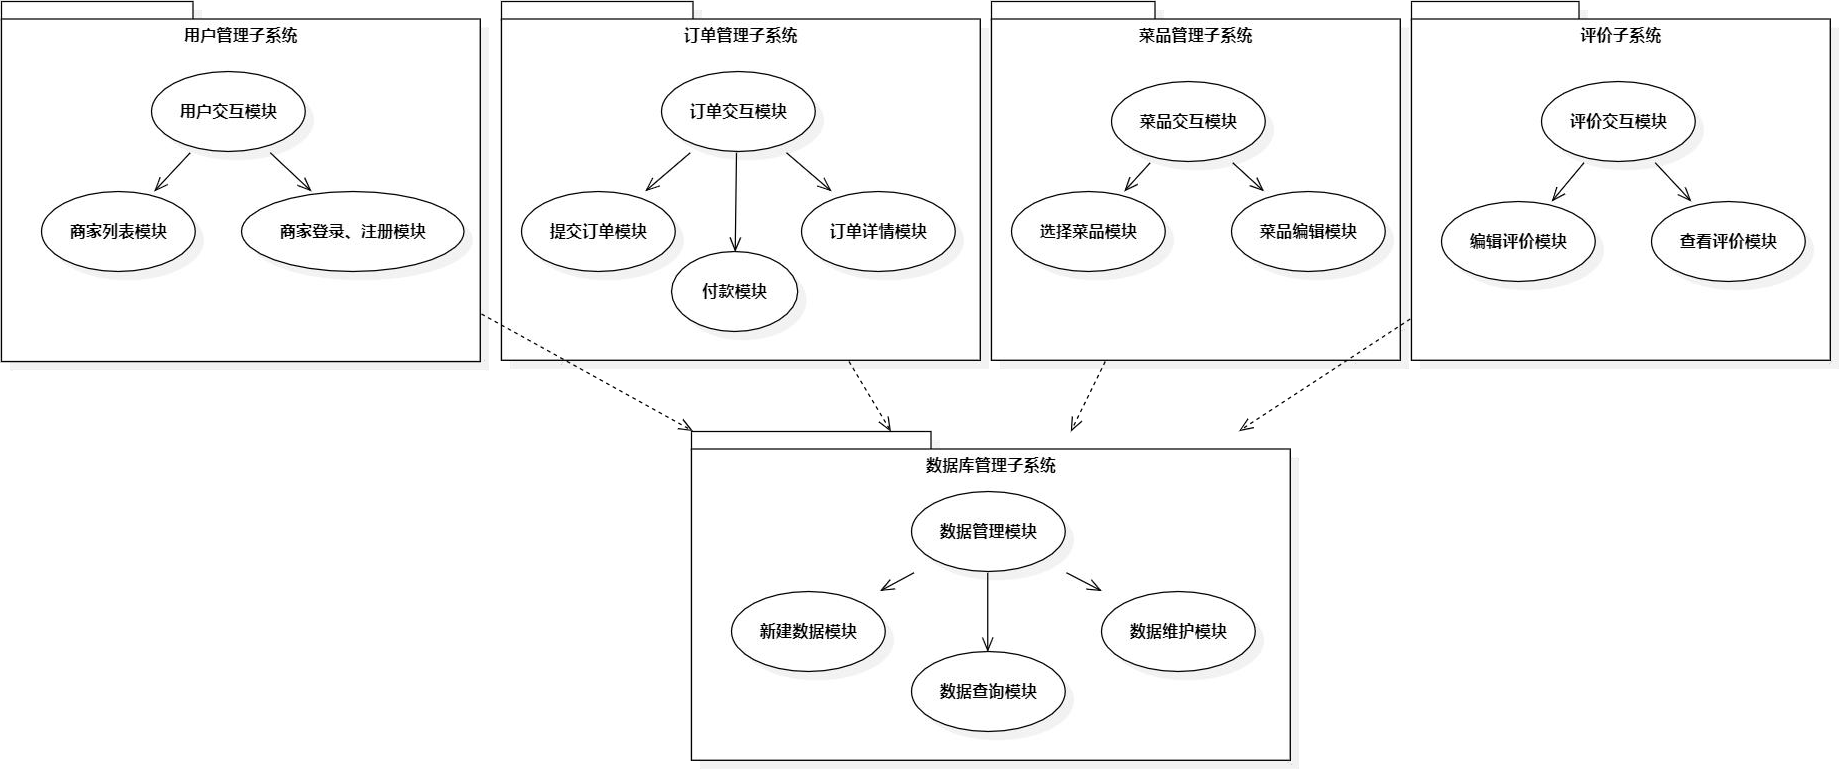 用户管理子系统
用户交互模块
商家列表模块
商家登录、注册模块
订单管理子系统
订单交互模块
提交订单模块
订单详情模块
付款模块
菜品管理子系统
菜品交互模块
选择菜品模块
菜品编辑模块
评价子系统
评价交互模块
编辑评价模块
查看评价模块
数据库管理子系统
数据管理模块
新建数据模块
数据维护模块
数据查询模块